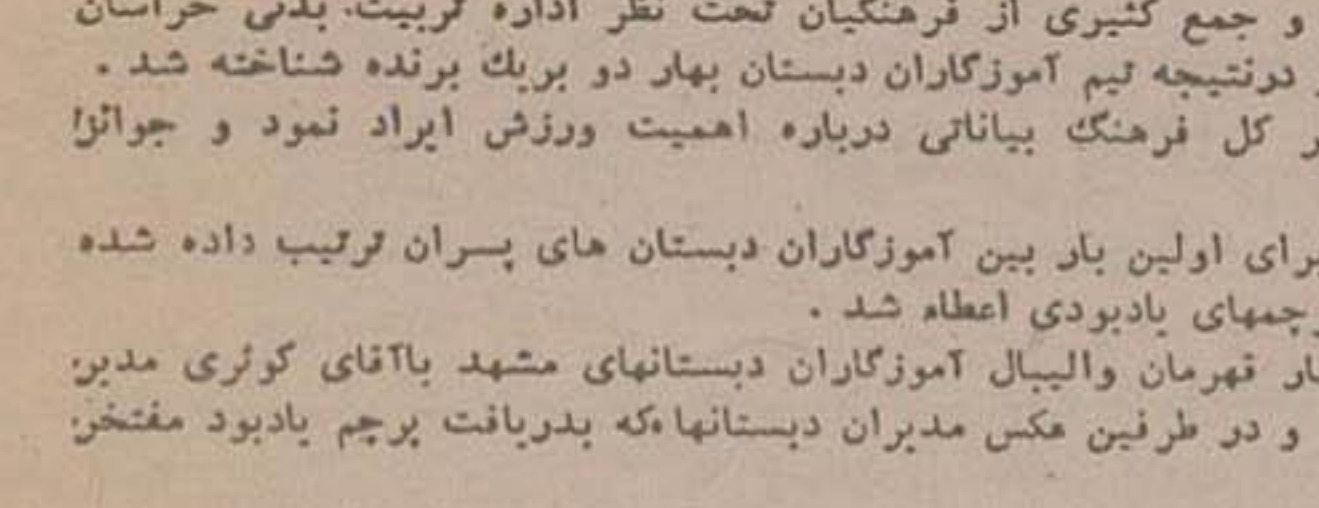 و جمع کثیری از فرهنگیان تحت نظر اداره تربیت بدنی خراسان
درنتیجه تیم آموزگاران دبستان بهار دو بریك برنده شناخته شد .
کل فرهنگ بیاناتی درباره اهمیت ورزش ایراد نمود و جوائز
برای اولین بار بین آموزگاران دبستان های پسران ترتیب داده شده
رچمهای یادبودی اعطاء شد .
ار قهرمان والیبال آموزگاران دبستانهای مشهد باآقای کوثری مدیر
و در طرفین عکس مدیران دبستانها که بدریافت پرچم یادبود مفتخر